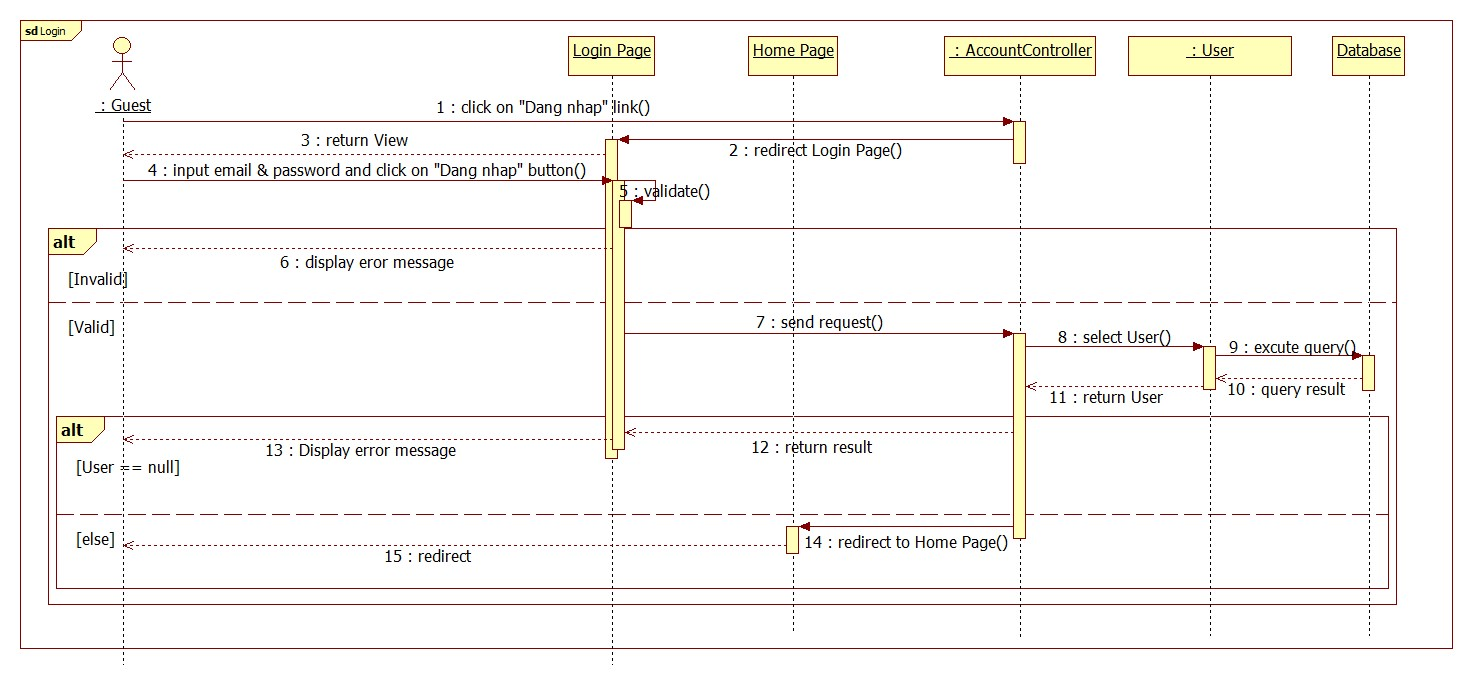 sd Login
: Guest
Login Page
Home Page
: AccountController
: User
Database
1 : click on "Dang nhap" link()
2 : redirect Login Page()
3 : return View
4 : input email & password and click on "Dang nhap" button()
5 : validate()
alt
6 : display eror message
[Invalid]
[Valid]
7 : send request()
8 : select User()
9 : excute query()
10 : query result
11 : return User
alt
12 : return result
13 : Display error message
[User == null]
[else]
14 : redirect to Home Page()
15 : redirect